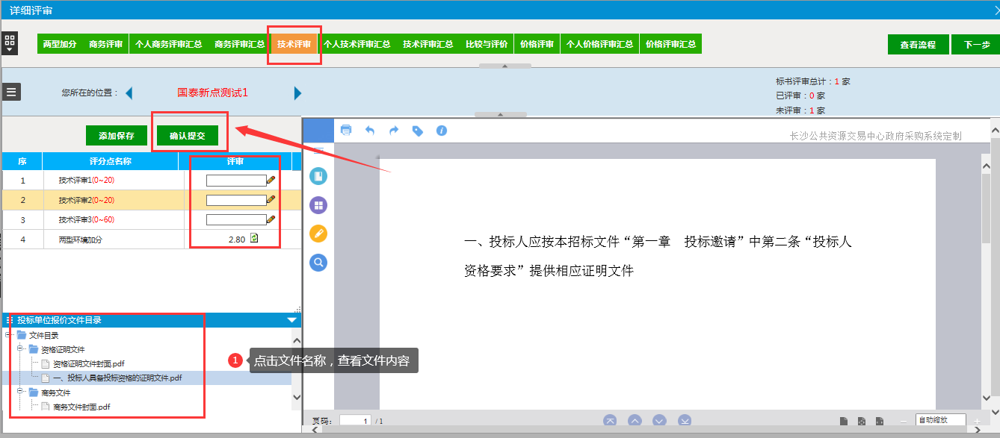 详细评审
两型加分 商务评审 个人商务评审汇总 商务评审汇总 技术评审 个人技术评审汇总 技术评审汇总 比较与评价 价格评审 个人价格评审汇总 价格评审汇总 查看流程 下一步
您所在的位置： 国泰新点测试1
标书评审总计：1 家
已评审：0 家
未评审：1 家
添加保存 确认提交
长沙公共资源交易中心政府采购系统定制
序 评分点名称 评审
1 技术评审1(0~20)
2 技术评审2(0~20)
3 技术评审3(0~60)
4 两型环境加分 2.80
一、投标人应按本招标文件“第一章 投标邀请”中第二条“投标人
资格要求”提供相应证明文件
投标单位报价文件目录
文件目录
资格证明文件
资格证明文件封面.pdf
一、投标人具备投标资格的证明文件.pdf
商务文件
商务文件封面.pdf
1 点击文件名称，查看文件内容
页码： 1 /1 自动缩放